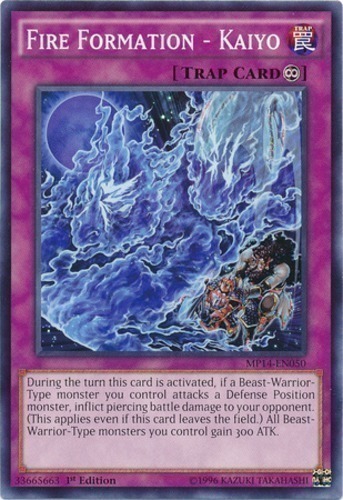 FIRE FORMATION - KAIYO
TRAP
罠
[TRAP CARD]
MP14-EN050
During the turn this card is activated, if a Beast-Warrior-
Type monster you control attacks a Defense Position
monster, inflict piercing battle damage to your opponent.
(This applies even if this card leaves the field.) All Beast-
Warrior-Type monsters you control gain 300 ATK.
33665663 1st Edition ©1996 KAZUKI TAKAHASHI